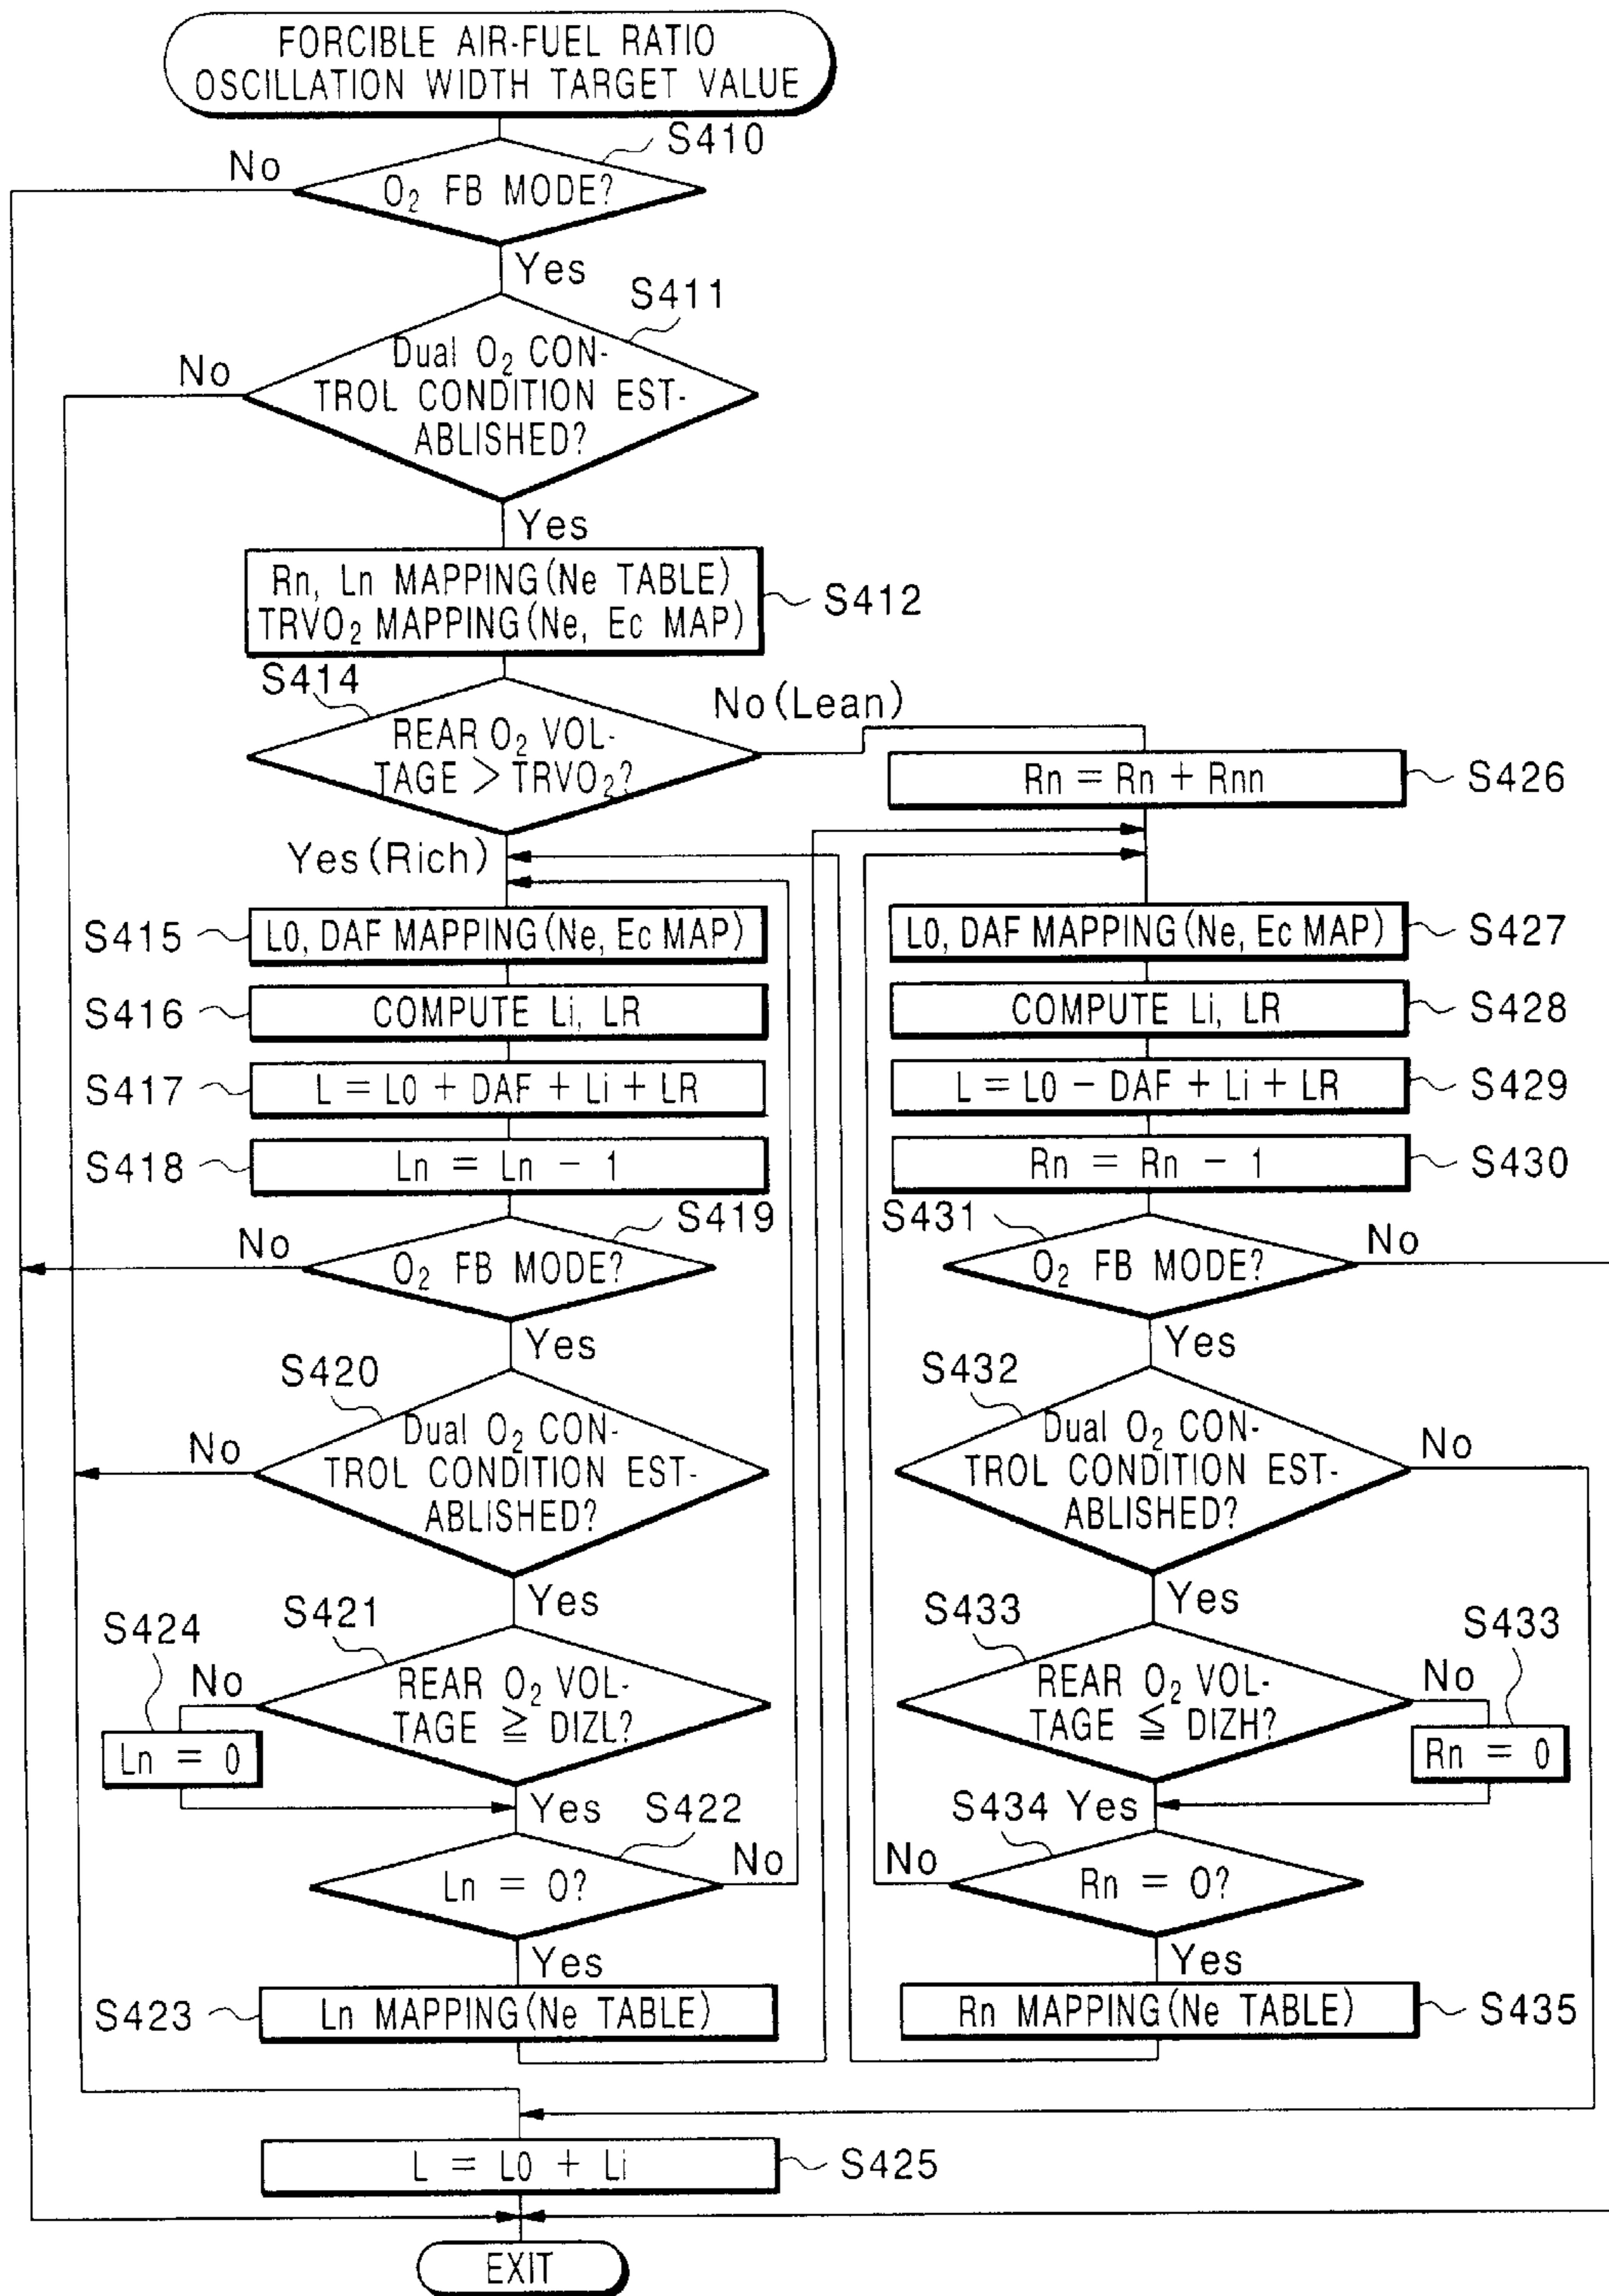 FORCIBLE AIR-FUEL RATIO
OSCILLATION WIDTH TARGET VALUE
S410
No
O₂ FB MODE?
Yes
S411
No
Dual O₂ CON-
TROL CONDITION EST-
ABLISHED?
Yes
Rn, Ln MAPPING(Ne TABLE)
TRVO₂ MAPPING(Ne, Ec MAP)
S412
S414
No(Lean)
REAR O₂ VOL-
TAGE > TRVO₂?
Yes(Rich)
Rn = Rn + Rnn
S426
S415
L0, DAF MAPPING(Ne, Ec MAP)
S416
COMPUTE Li, LR
S417
L = L0 + DAF + Li + LR
S418
Ln = Ln - 1
S419
No
O₂ FB MODE?
Yes
S420
No
Dual O₂ CON-
TROL CONDITION EST-
ABLISHED?
Yes
S421
S424
No
REAR O₂ VOL-
TAGE ≧ DIZL?
Ln = 0
Yes
S422
Ln = 0?
No
Yes
S423
Ln MAPPING(Ne TABLE)
L0, DAF MAPPING(Ne, Ec MAP)
S427
COMPUTE Li, LR
S428
L = L0 - DAF + Li + LR
S429
Rn = Rn - 1
S430
S431
O₂ FB MODE?
No
Yes
S432
Dual O₂ CON-
TROL CONDITION EST-
ABLISHED?
No
Yes
S433
S433
REAR O₂ VOL-
TAGE ≦ DIZH?
No
Rn = 0
S434
Yes
No
Rn = 0?
Yes
Rn MAPPING(Ne TABLE)
S435
L = L0 + Li
S425
EXIT